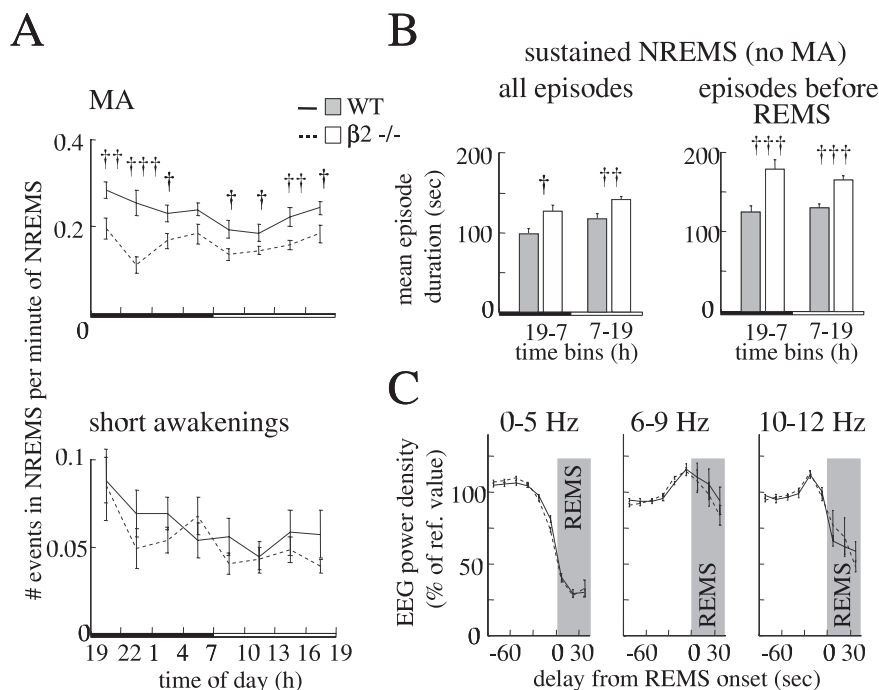 A
MA
WT
β2 -/-
0.4
†† ††† † † † †† †
0.2
0
# events in NREMS per minute of NREMS
short awakenings
0.1
0.05
0
19 22 1 4 7 10 13 16 19
time of day (h)
B
sustained NREMS (no MA)
all episodes
episodes before
REMS
mean episode
duration (sec)
200
100
0
† ††
19-7 7-19
time bins (h)
200
100
0
††† †††
19-7 7-19
time bins (h)
C
0-5 Hz 6-9 Hz 10-12 Hz
EEG power density
(% of ref. value)
100
50
0
REMS
REMS
REMS
-60 0 30 -60 0 30 -60 0 30
delay from REMS onset (sec)